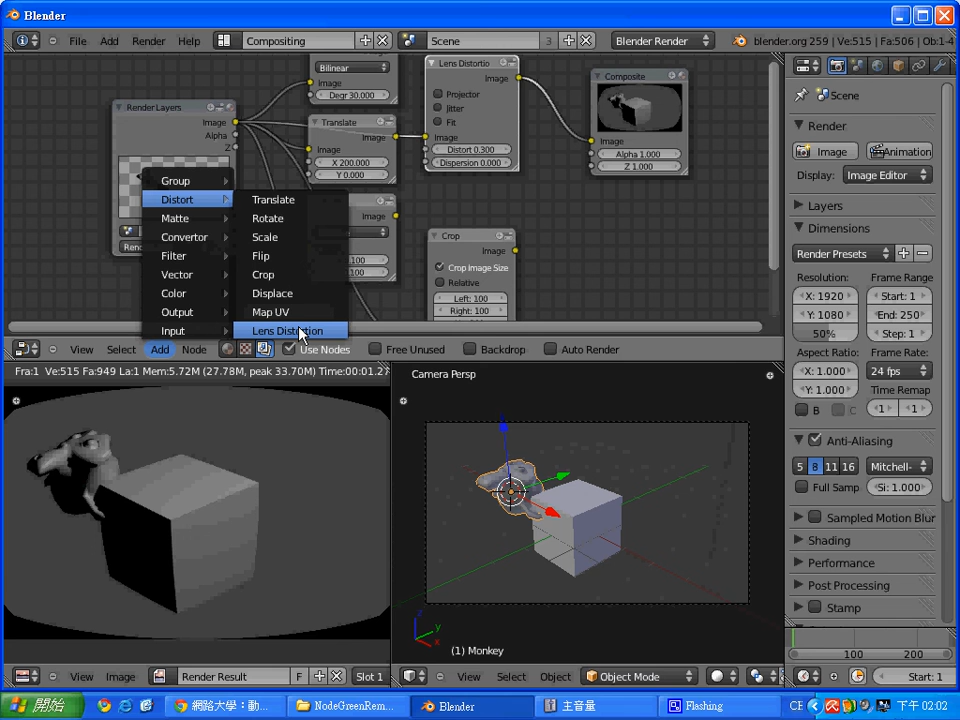 Blender
File Add Render Help Compositing Scene 3 Blender Render blender.org 259 | Ve:515 | Fa:506 | Ob:1-4
Bilinear
Degr 30.000
Lens Distortio
Image
Projector
Jitter
Fit
Image
Distort 0.300
Dispersion 0.000
Composite
Image
Alpha 1.000
Z 1.000
Render Layers
Image
Alpha
Z
Translate
Image
Image
X 200.000
Y 0.000
Image
Crop
Image
Crop Image Size
Relative
Left: 100
Right: 100
Group
Distort
Matte
Convertor
Filter
Vector
Color
Output
Input
Translate
Rotate
Scale
Flip
Crop
Displace
Map UV
Lens Distortion
View Select Add Node Use Nodes Free Unused Backdrop Auto Render
Scene
Render
Image Animation
Display: Image Editor
Layers
Dimensions
Render Presets
Resolution: Frame Range
X: 1920 Start: 1
Y: 1080 End: 250
50% Step: 1
Aspect Ratio: Frame Rate:
X: 1.000 24 fps
Y: 1.000 Time Remap
B C 1 1
Anti-Aliasing
5 8 11 16 Mitchell-
Full Samp Si: 1.000
Sampled Motion Blur
Shading
Performance
Post Processing
Stamp
Fra:1 Ve:515 Fa:949 La:1 Mem:5.72M (27.78M, peak 33.70M) Time:00:01.27
Camera Persp
(1) Monkey
View Image Render Result F Slot 1
View Select Object Object Mode
100 200
Start: 1
開始 網路大學：動... NodeGreenRem... Blender 主音量 Flashing CE 下午 02:02